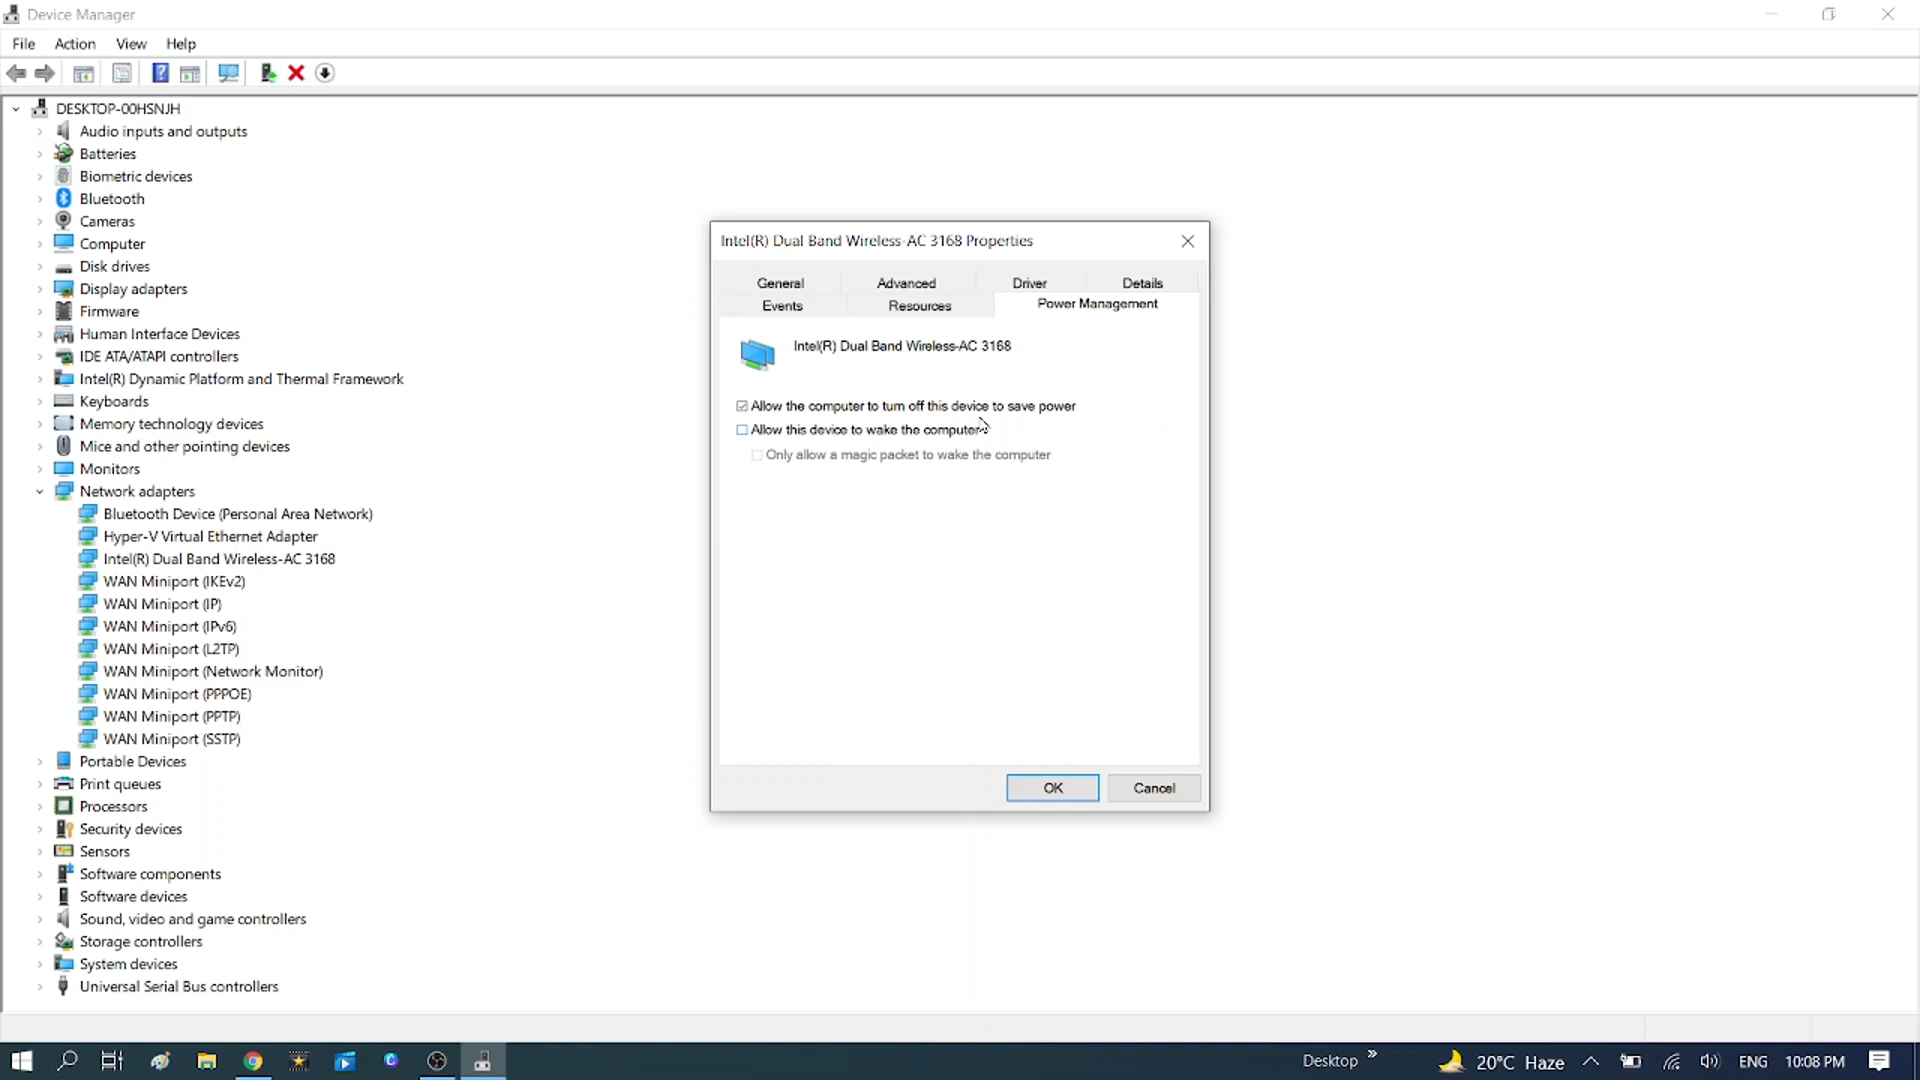 Device Manager
File Action View Help
DESKTOP-00HSNJH
Audio inputs and outputs
Batteries
Biometric devices
Bluetooth
Cameras
Computer
Disk drives
Display adapters
Firmware
Human Interface Devices
IDE ATA/ATAPI controllers
Intel(R) Dynamic Platform and Thermal Framework
Keyboards
Memory technology devices
Mice and other pointing devices
Monitors
Network adapters
Bluetooth Device (Personal Area Network)
Hyper-V Virtual Ethernet Adapter
Intel(R) Dual Band Wireless-AC 3168
WAN Miniport (IKEv2)
WAN Miniport (IP)
WAN Miniport (IPv6)
WAN Miniport (L2TP)
WAN Miniport (Network Monitor)
WAN Miniport (PPPOE)
WAN Miniport (PPTP)
WAN Miniport (SSTP)
Portable Devices
Print queues
Processors
Security devices
Sensors
Software components
Software devices
Sound, video and game controllers
Storage controllers
System devices
Universal Serial Bus controllers
Intel(R) Dual Band Wireless-AC 3168 Properties
General Advanced Driver Details
Events Resources Power Management
Intel(R) Dual Band Wireless-AC 3168
Allow the computer to turn off this device to save power
Allow this device to wake the computer
Only allow a magic packet to wake the computer
OK Cancel
Desktop » 20°C Haze ENG 10:08 PM